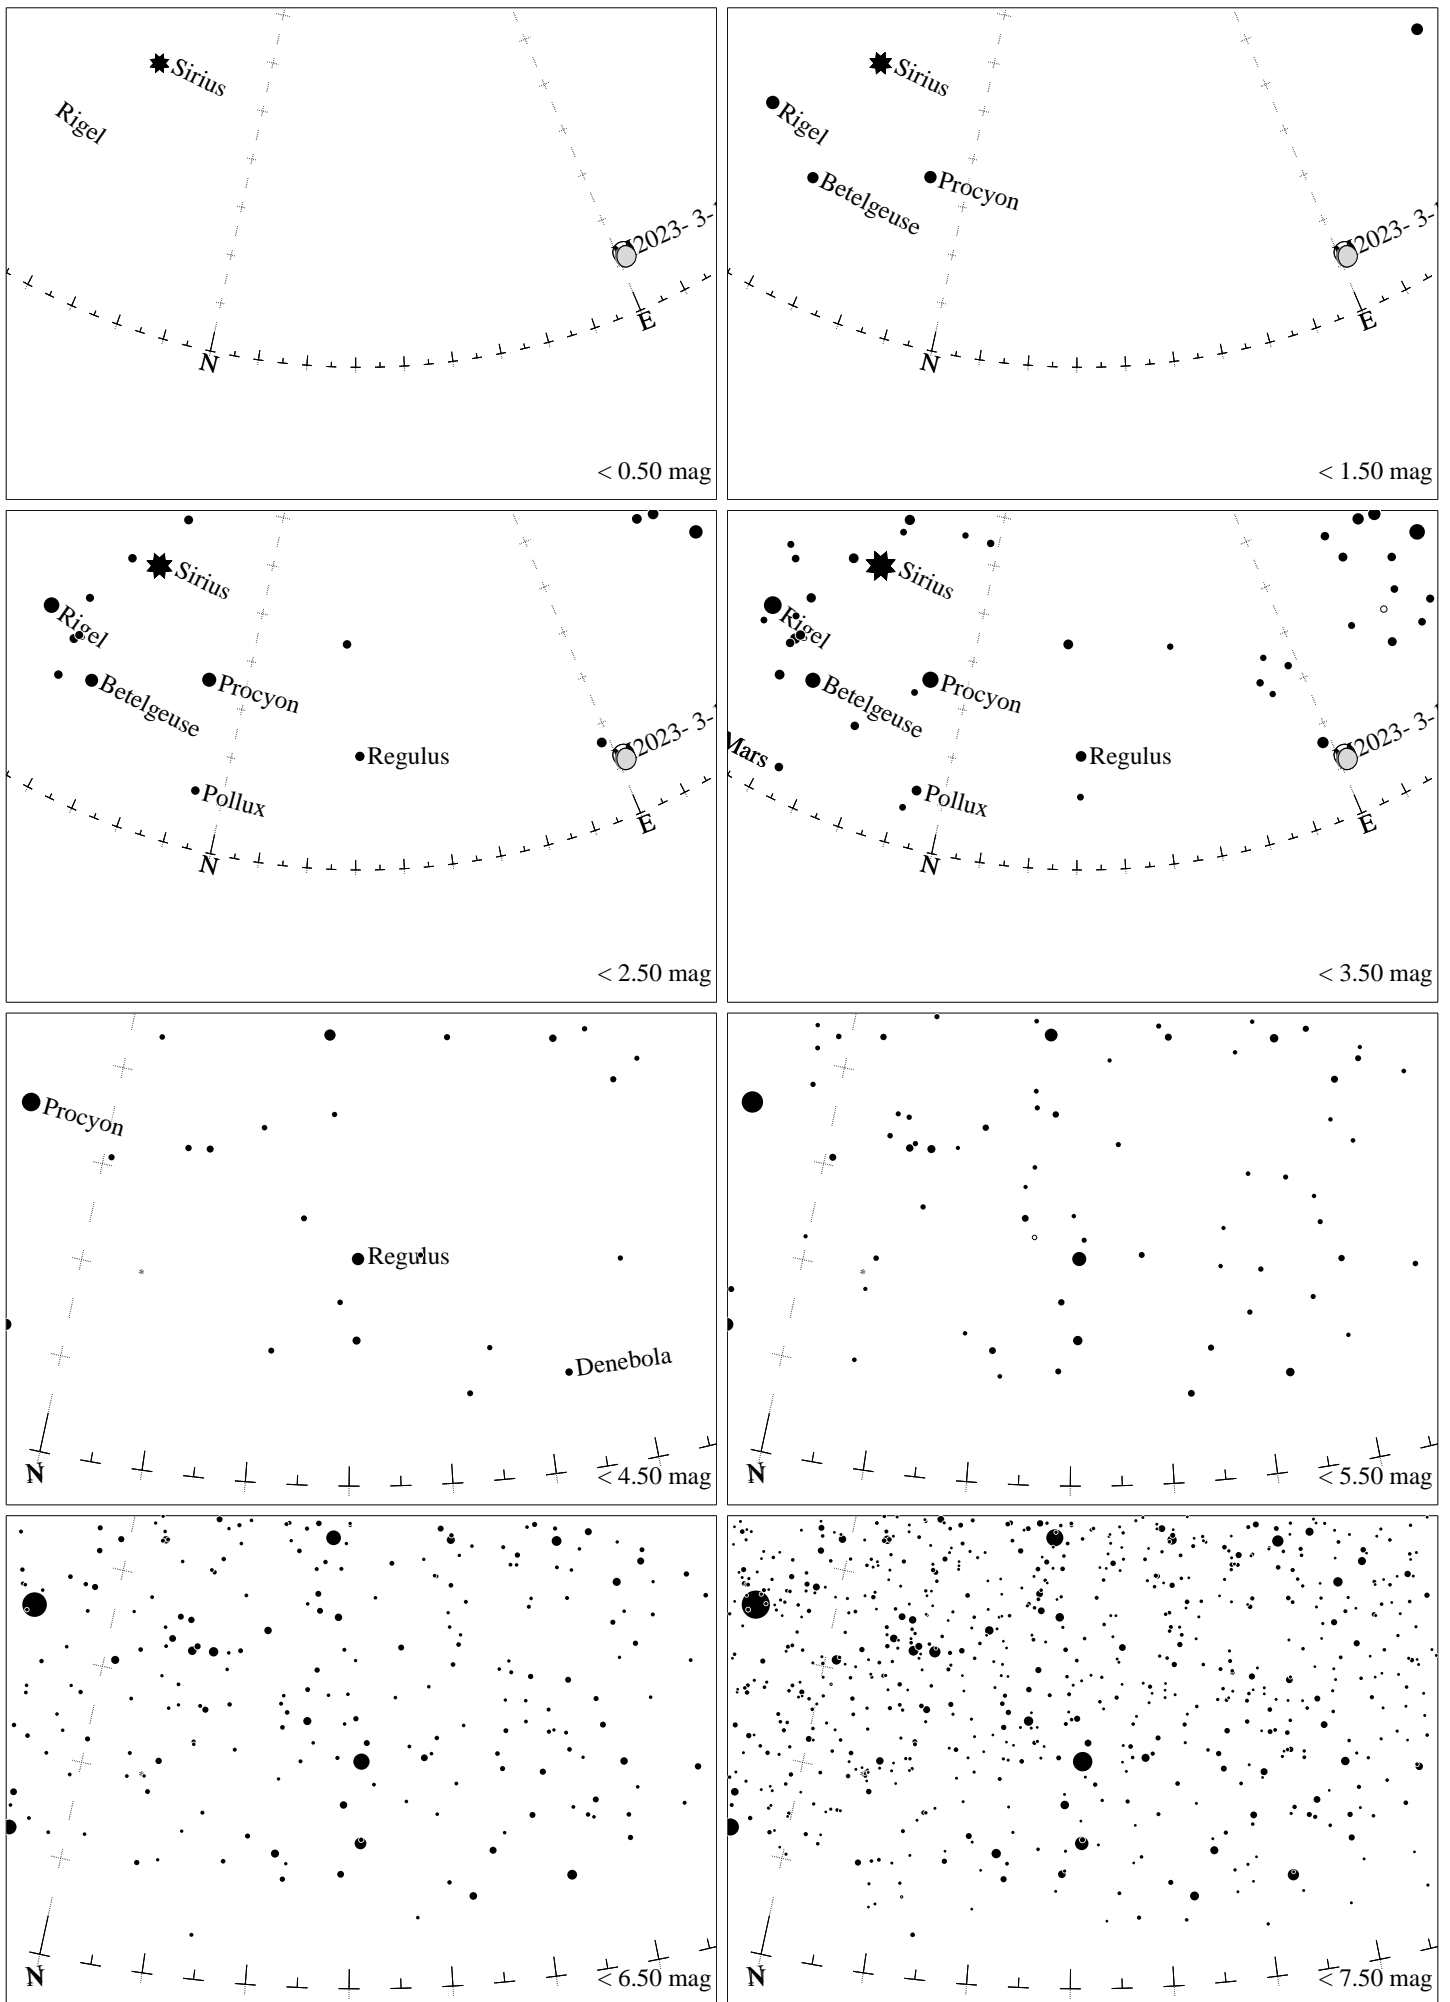 Sirius
Rigel
2023- 3-
E
N
< 0.50 mag
Sirius
Rigel
Betelgeuse
Procyon
2023- 3-
E
N
< 1.50 mag
Sirius
Rigel
Betelgeuse
Procyon
Regulus
Pollux
2023- 3-
E
N
< 2.50 mag
Sirius
Rigel
Betelgeuse
Procyon
Mars
Regulus
Pollux
2023- 3-
E
N
< 3.50 mag
Procyon
Regulus
Denebola
N
< 4.50 mag
N
< 5.50 mag
N
< 6.50 mag
N
< 7.50 mag